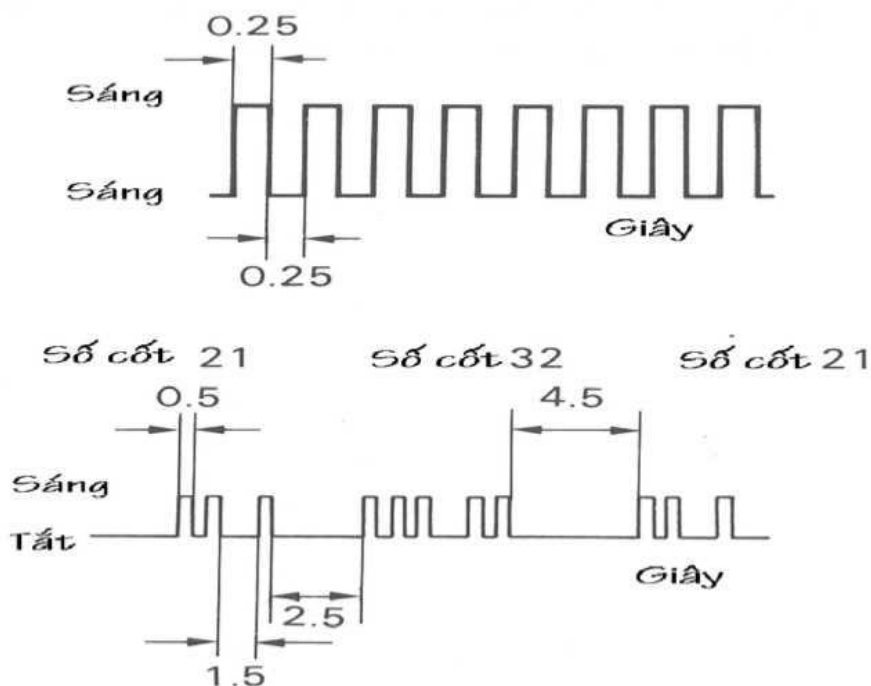 0.25
Sáng
Sáng
Giây
0.25
Số cốt 21 Số cốt 32 Số cốt 21
0.5 4.5
Sáng
Tắt
Giây
2.5
1.5